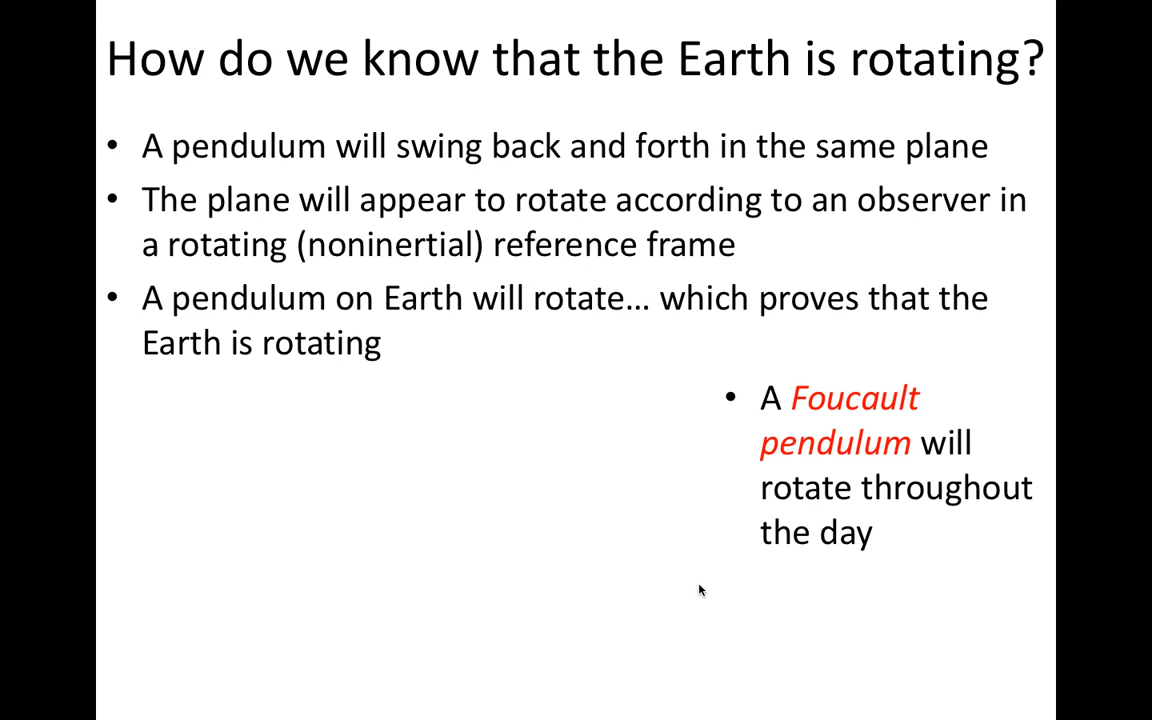 How do we know that the Earth is rotating?
• A pendulum will swing back and forth in the same plane
• The plane will appear to rotate according to an observer in
a rotating (noninertial) reference frame
• A pendulum on Earth will rotate... which proves that the
Earth is rotating
• A Foucault
pendulum will
rotate throughout
the day